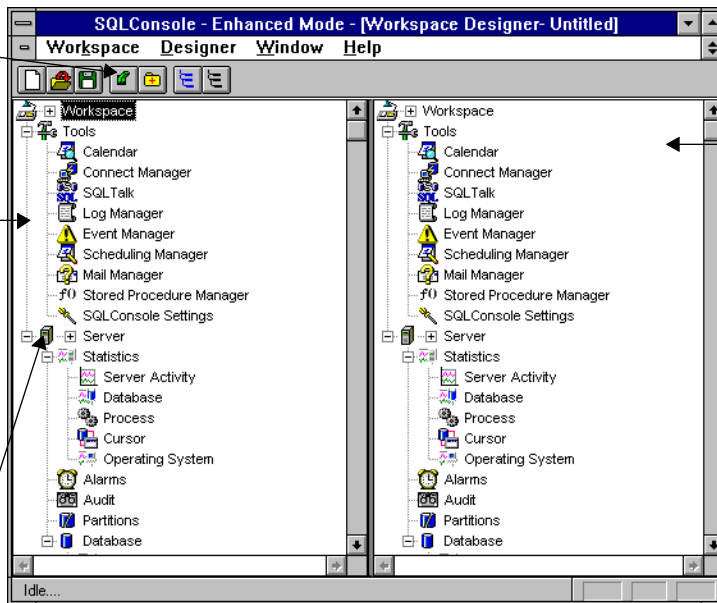 SQLConsole - Enhanced Mode - [Workspace Designer- Untitled]
Workspace Designer Window Help
Workspace
Tools
Calendar
Connect Manager
SQLTalk
Log Manager
Event Manager
Scheduling Manager
Mail Manager
f() Stored Procedure Manager
SQLConsole Settings
Server
Statistics
Server Activity
Database
Process
Cursor
Operating System
Alarms
Audit
Partitions
Database
Workspace
Tools
Calendar
Connect Manager
SQLTalk
Log Manager
Event Manager
Scheduling Manager
Mail Manager
f() Stored Procedure Manager
SQLConsole Settings
Server
Statistics
Server Activity
Database
Process
Cursor
Operating System
Alarms
Audit
Partitions
Database
Idle....